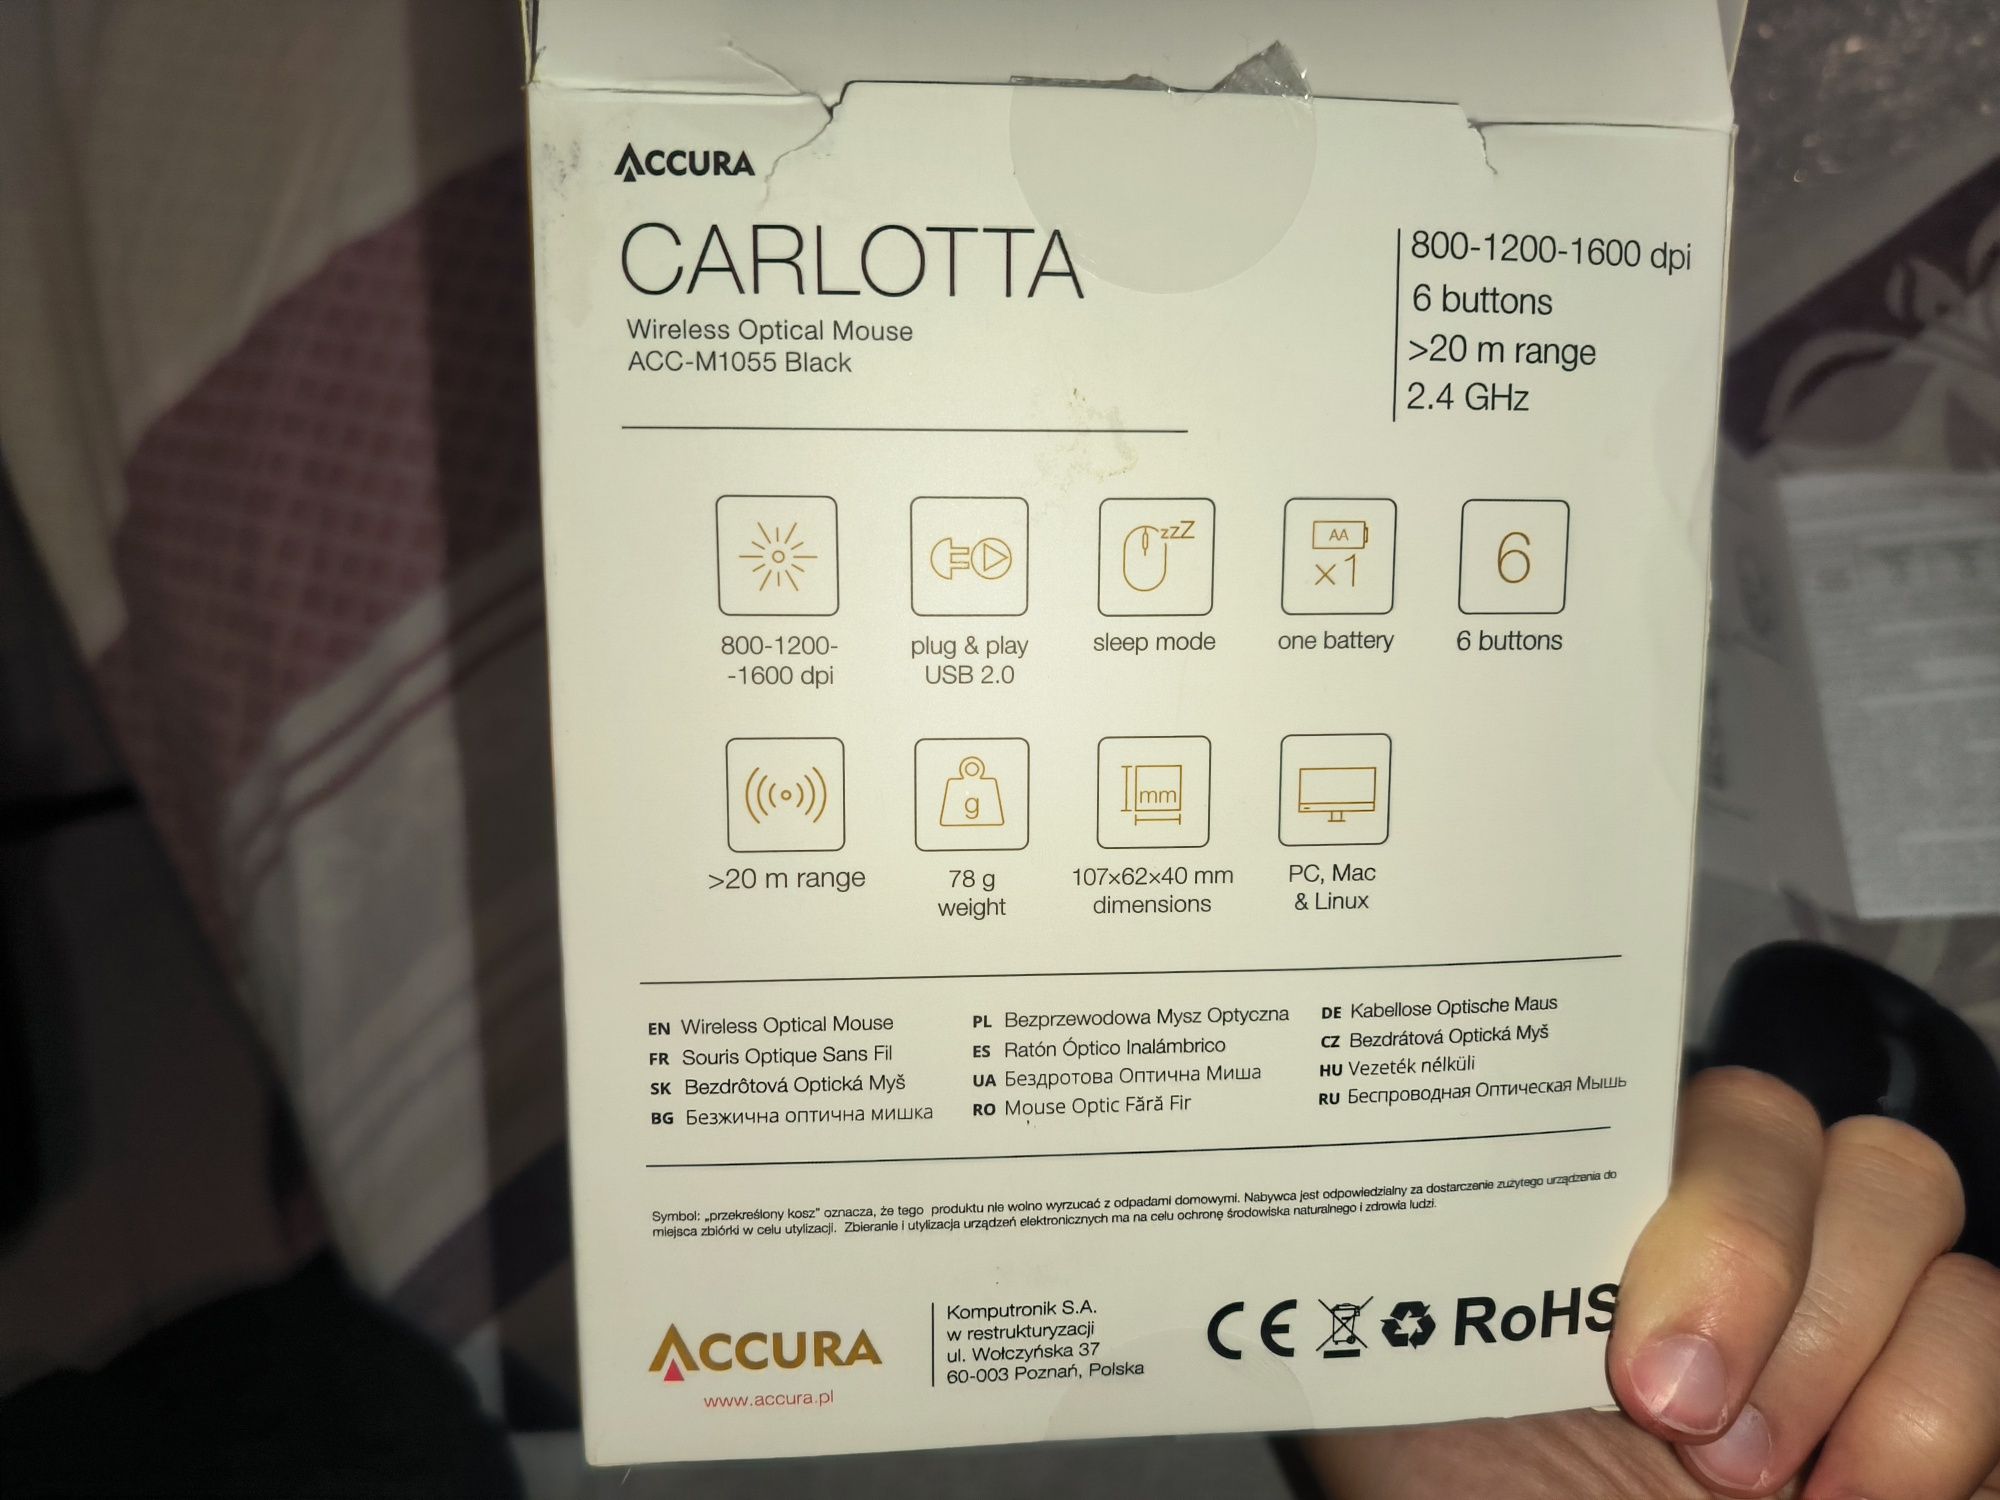 ACCURA
CARLOTTA
Wireless Optical Mouse
ACC-M1055 Black
800-1200-1600 dpi
6 buttons
>20 m range
2.4 GHz
zzZ
AA
x1
6
800-1200-
-1600 dpi
plug & play
USB 2.0
sleep mode
one battery
6 buttons
g
mm
>20 m range
78 g
weight
107×62×40 mm
dimensions
PC, Mac
& Linux
EN Wireless Optical Mouse
FR Souris Optique Sans Fil
SK Bezdrôtová Optická Myš
BG Безжична оптична мишка
PL Bezprzewodowa Mysz Optyczna
ES Ratón Óptico Inalámbrico
UA Бездротова Оптична Миша
RO Mouse Optic Fără Fir
DE Kabellose Optische Maus
CZ Bezdrátová Optická Myš
HU Vezeték nélküli
RU Беспроводная Оптическая Мышь
Symbol: „przekreślony kosz” oznacza, że tego produktu nie wolno wyrzucać z odpadami domowymi. Nabywca jest odpowiedzialny za dostarczenie zużytego urządzenia do
miejsca zbiórki w celu utylizacji. Zbieranie i utylizacja urządzeń elektronicznych ma na celu ochronę środowiska naturalnego i zdrowia ludzi.
ACCURA
www.accura.pl
Komputronik S.A.
w restrukturyzacji
ul. Wołczyńska 37
60-003 Poznań, Polska
CE
RoHS